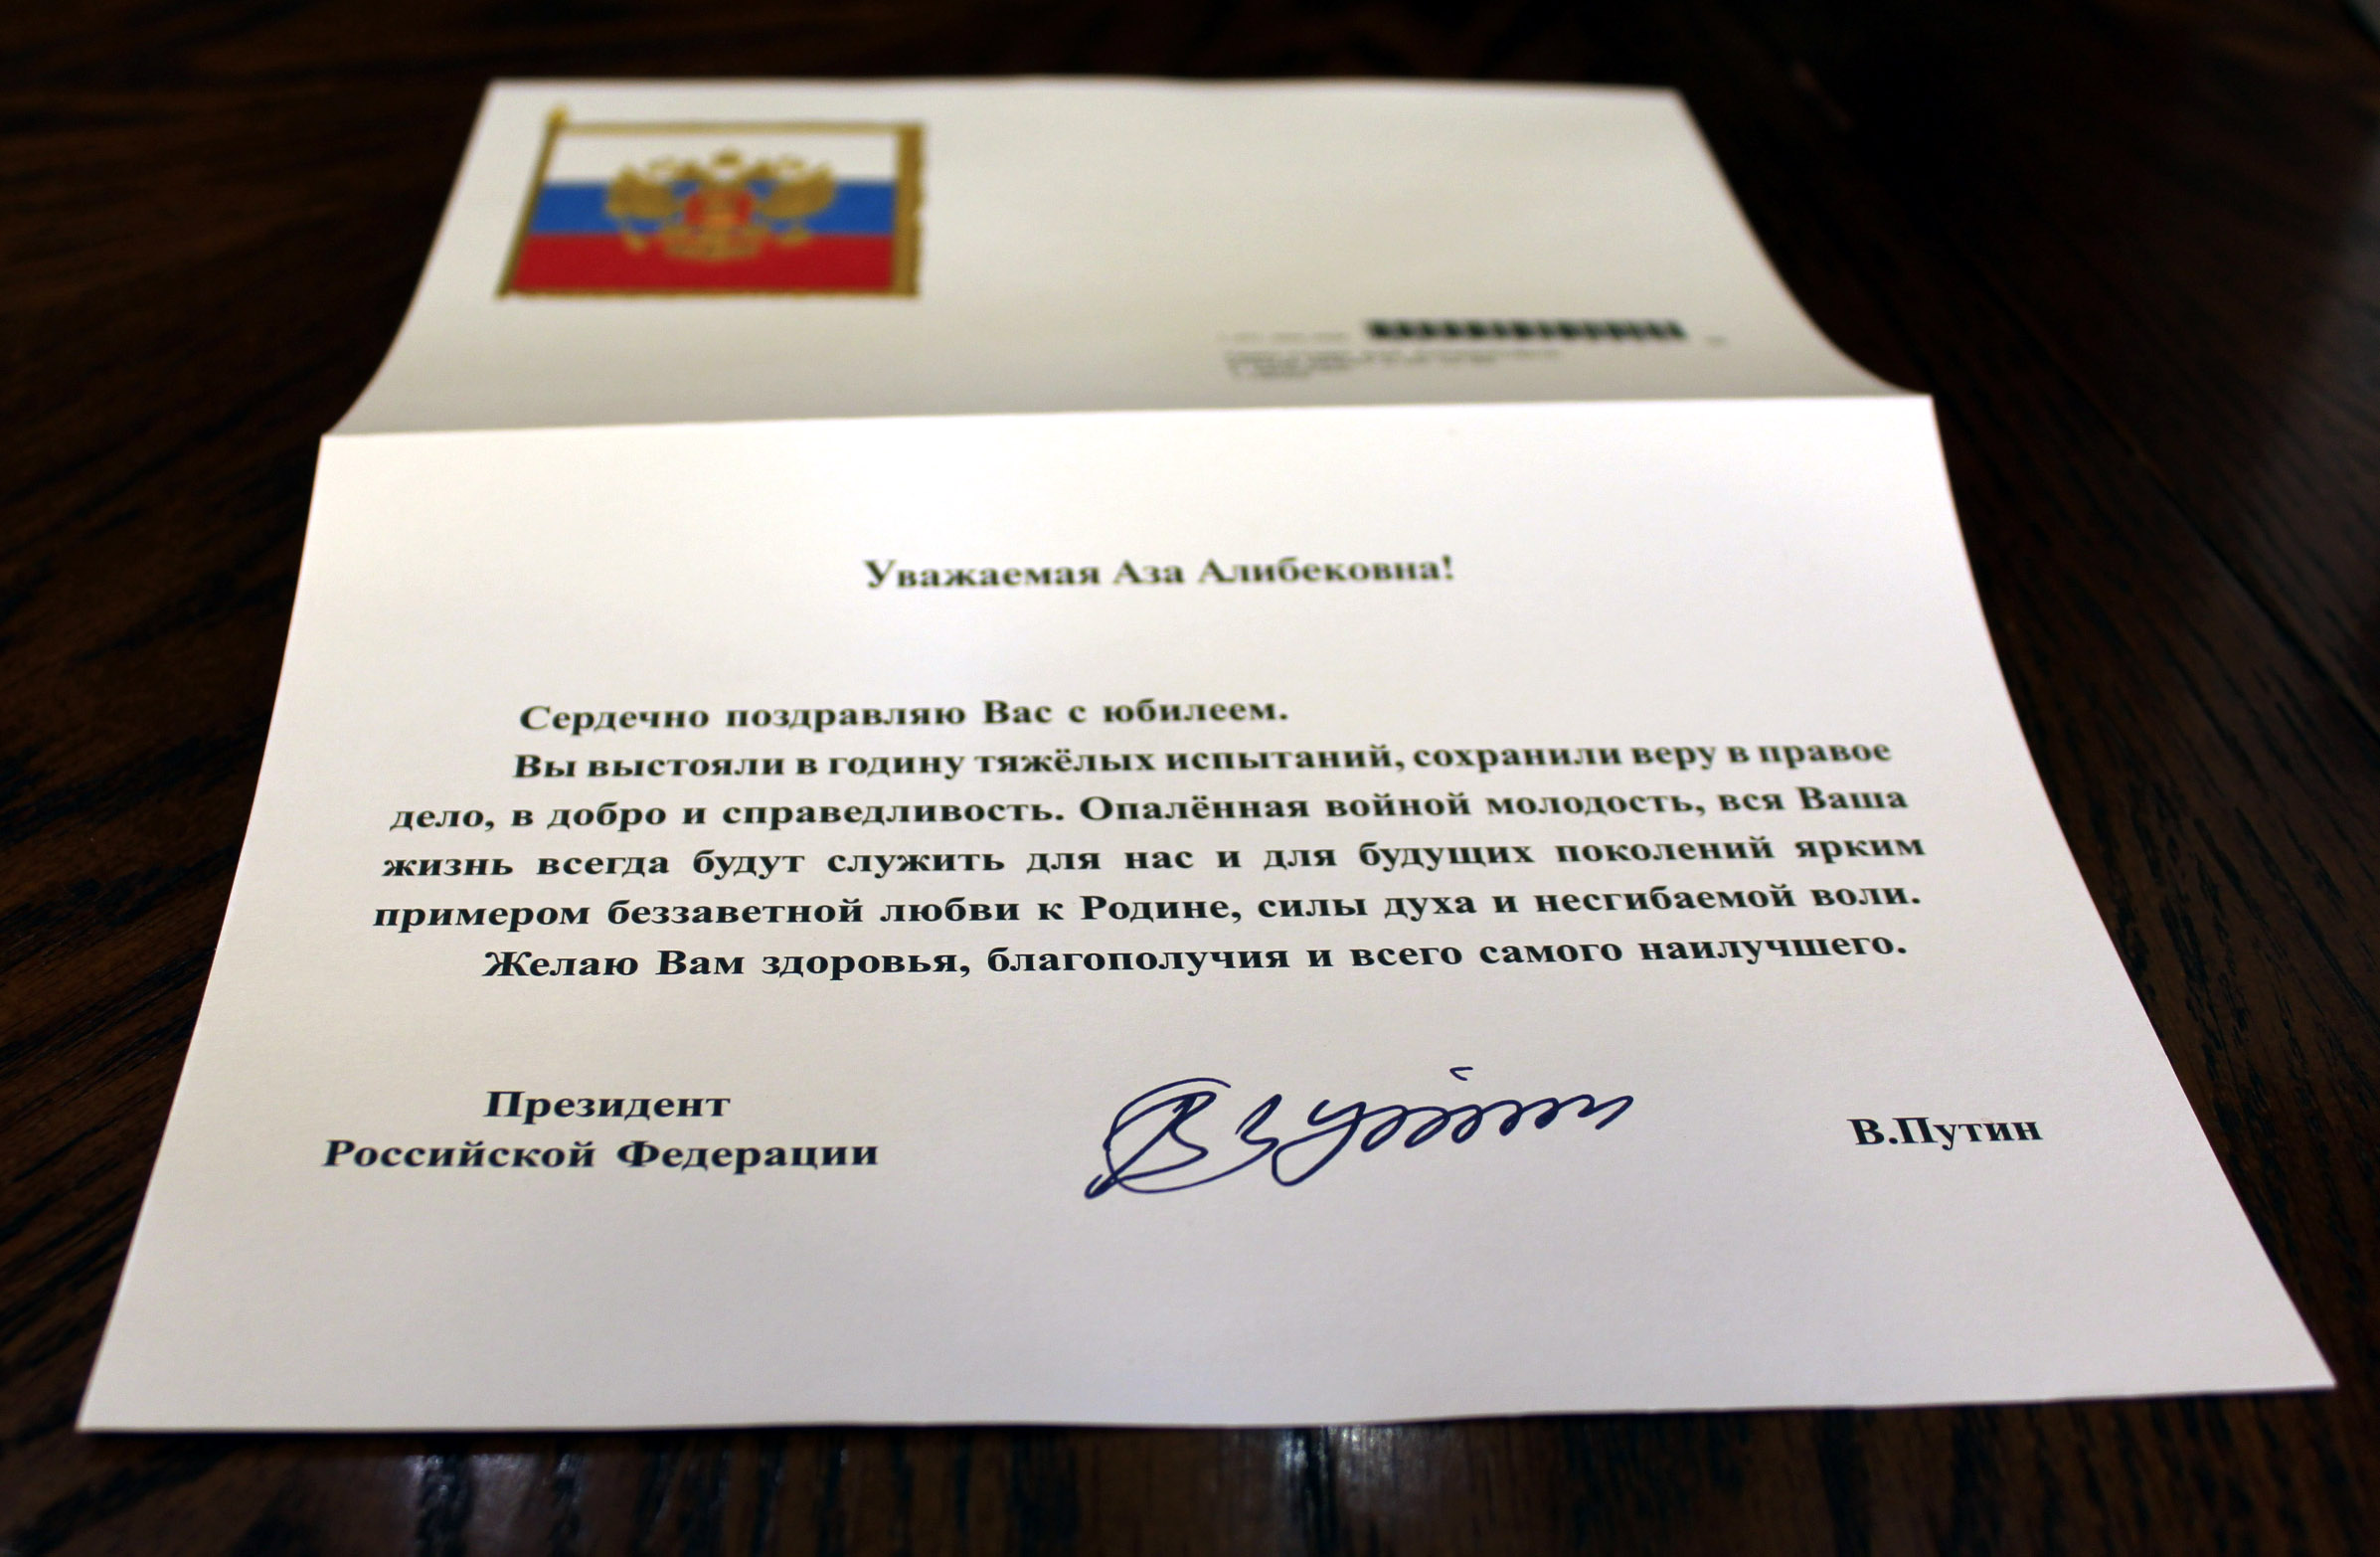 Уважаемая Аза Алибековна!
Сердечно поздравляю Вас с юбилеем.
Вы выстояли в годину тяжёлых испытаний, сохранили веру в правое
дело, в добро и справедливость. Опалённая войной молодость, вся Ваша
жизнь всегда будут служить для нас и для будущих поколений ярким
примером беззаветной любви к Родине, силы духа и несгибаемой воли.
Желаю Вам здоровья, благополучия и всего самого наилучшего.
Президент
Российской Федерации
В.Путин